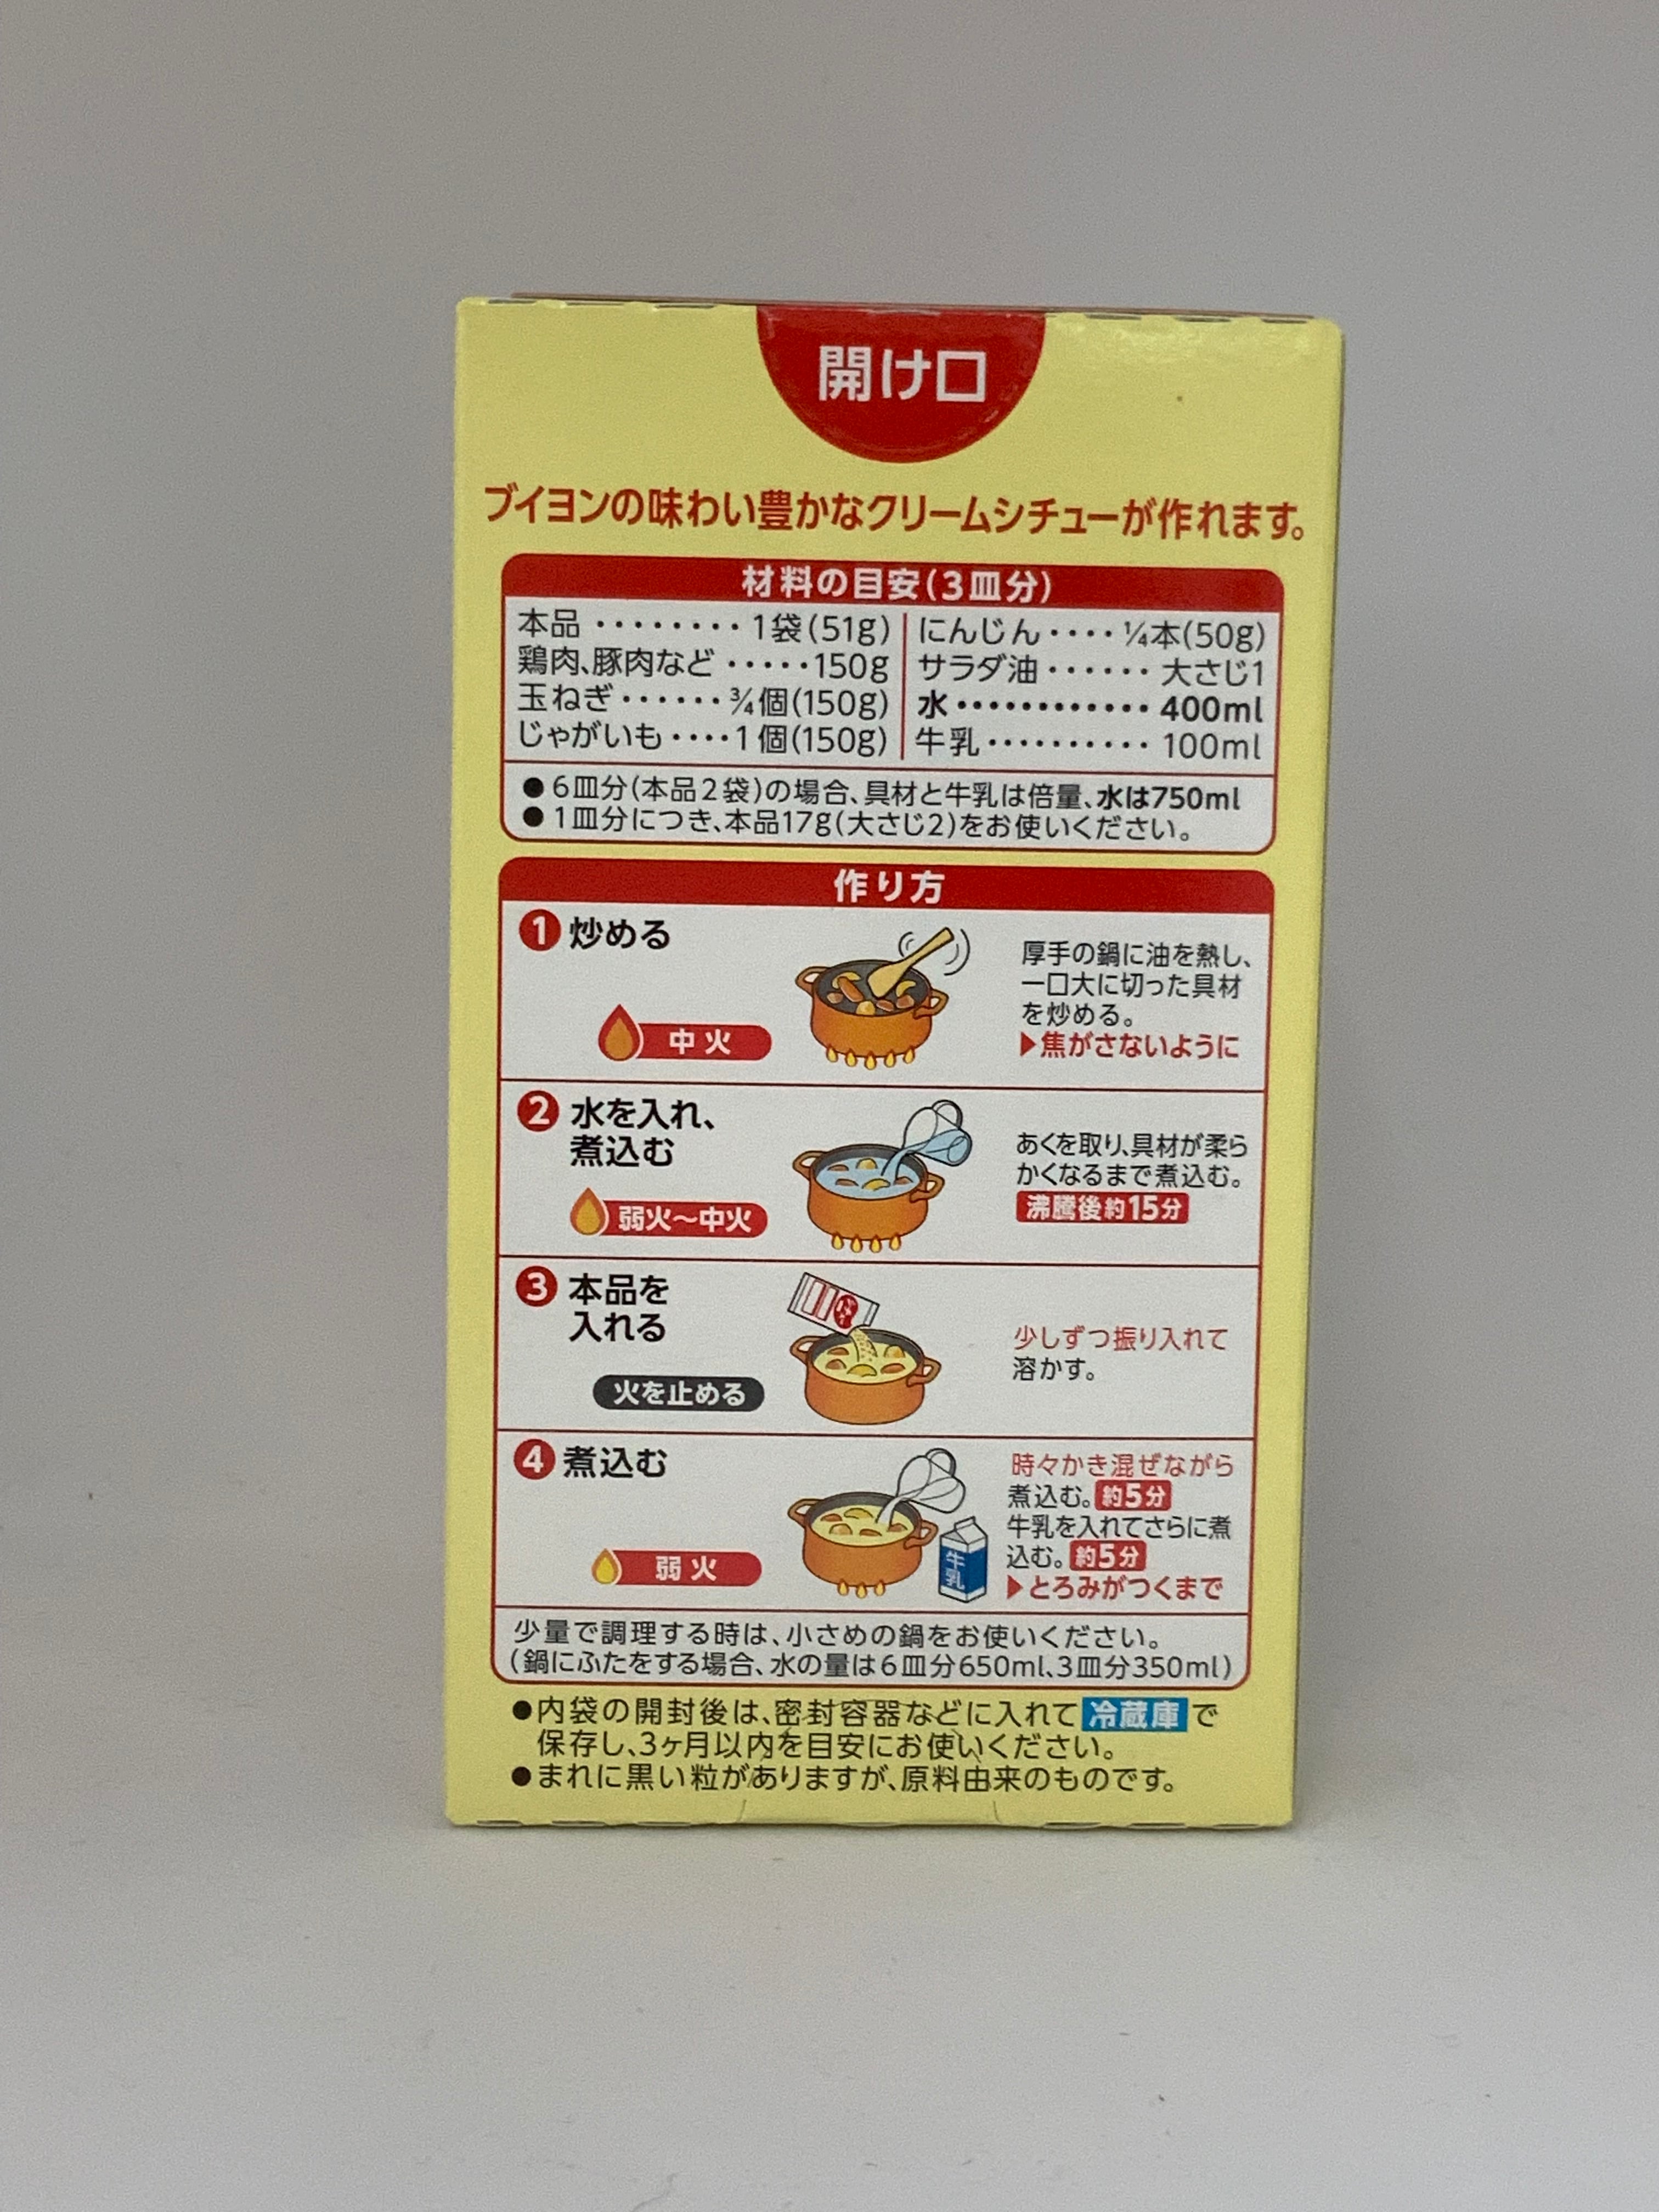 開け口
ブイヨンの味わい豊かなクリームシチューが作れます。
材料の目安(3皿分)
本品 ········ 1袋(51g)
鶏肉、豚肉など ·····150g
玉ねぎ ······ ¾個(150g)
じゃがいも ····1個(150g)
にんじん ···· ¼本(50g)
サラダ油 ······ 大さじ1
水 ············ 400ml
牛乳 ·········· 100ml
●6皿分(本品2袋)の場合、具材と牛乳は倍量、水は750ml
●1皿分につき、本品17g(大さじ2)をお使いください。
作り方
1 炒める
中火
厚手の鍋に油を熱し、
一口大に切った具材
を炒める。
▶焦がさないように
2 水を入れ、
煮込む
弱火〜中火
あくを取り、具材が柔ら
かくなるまで煮込む。
沸騰後約15分
3 本品を
入れる
火を止める
少しずつ振り入れて
溶かす。
4 煮込む
弱火
牛乳
時々かき混ぜながら
煮込む。約5分
牛乳を入れてさらに煮
込む。約5分
▶とろみがつくまで
少量で調理する時は、小さめの鍋をお使いください。
(鍋にふたをする場合、水の量は6皿分650ml、3皿分350ml)
●内袋の開封後は、密封容器などに入れて冷蔵庫で
保存し、3ヶ月以内を目安にお使いください。
●まれに黒い粒がありますが、原料由来のものです。